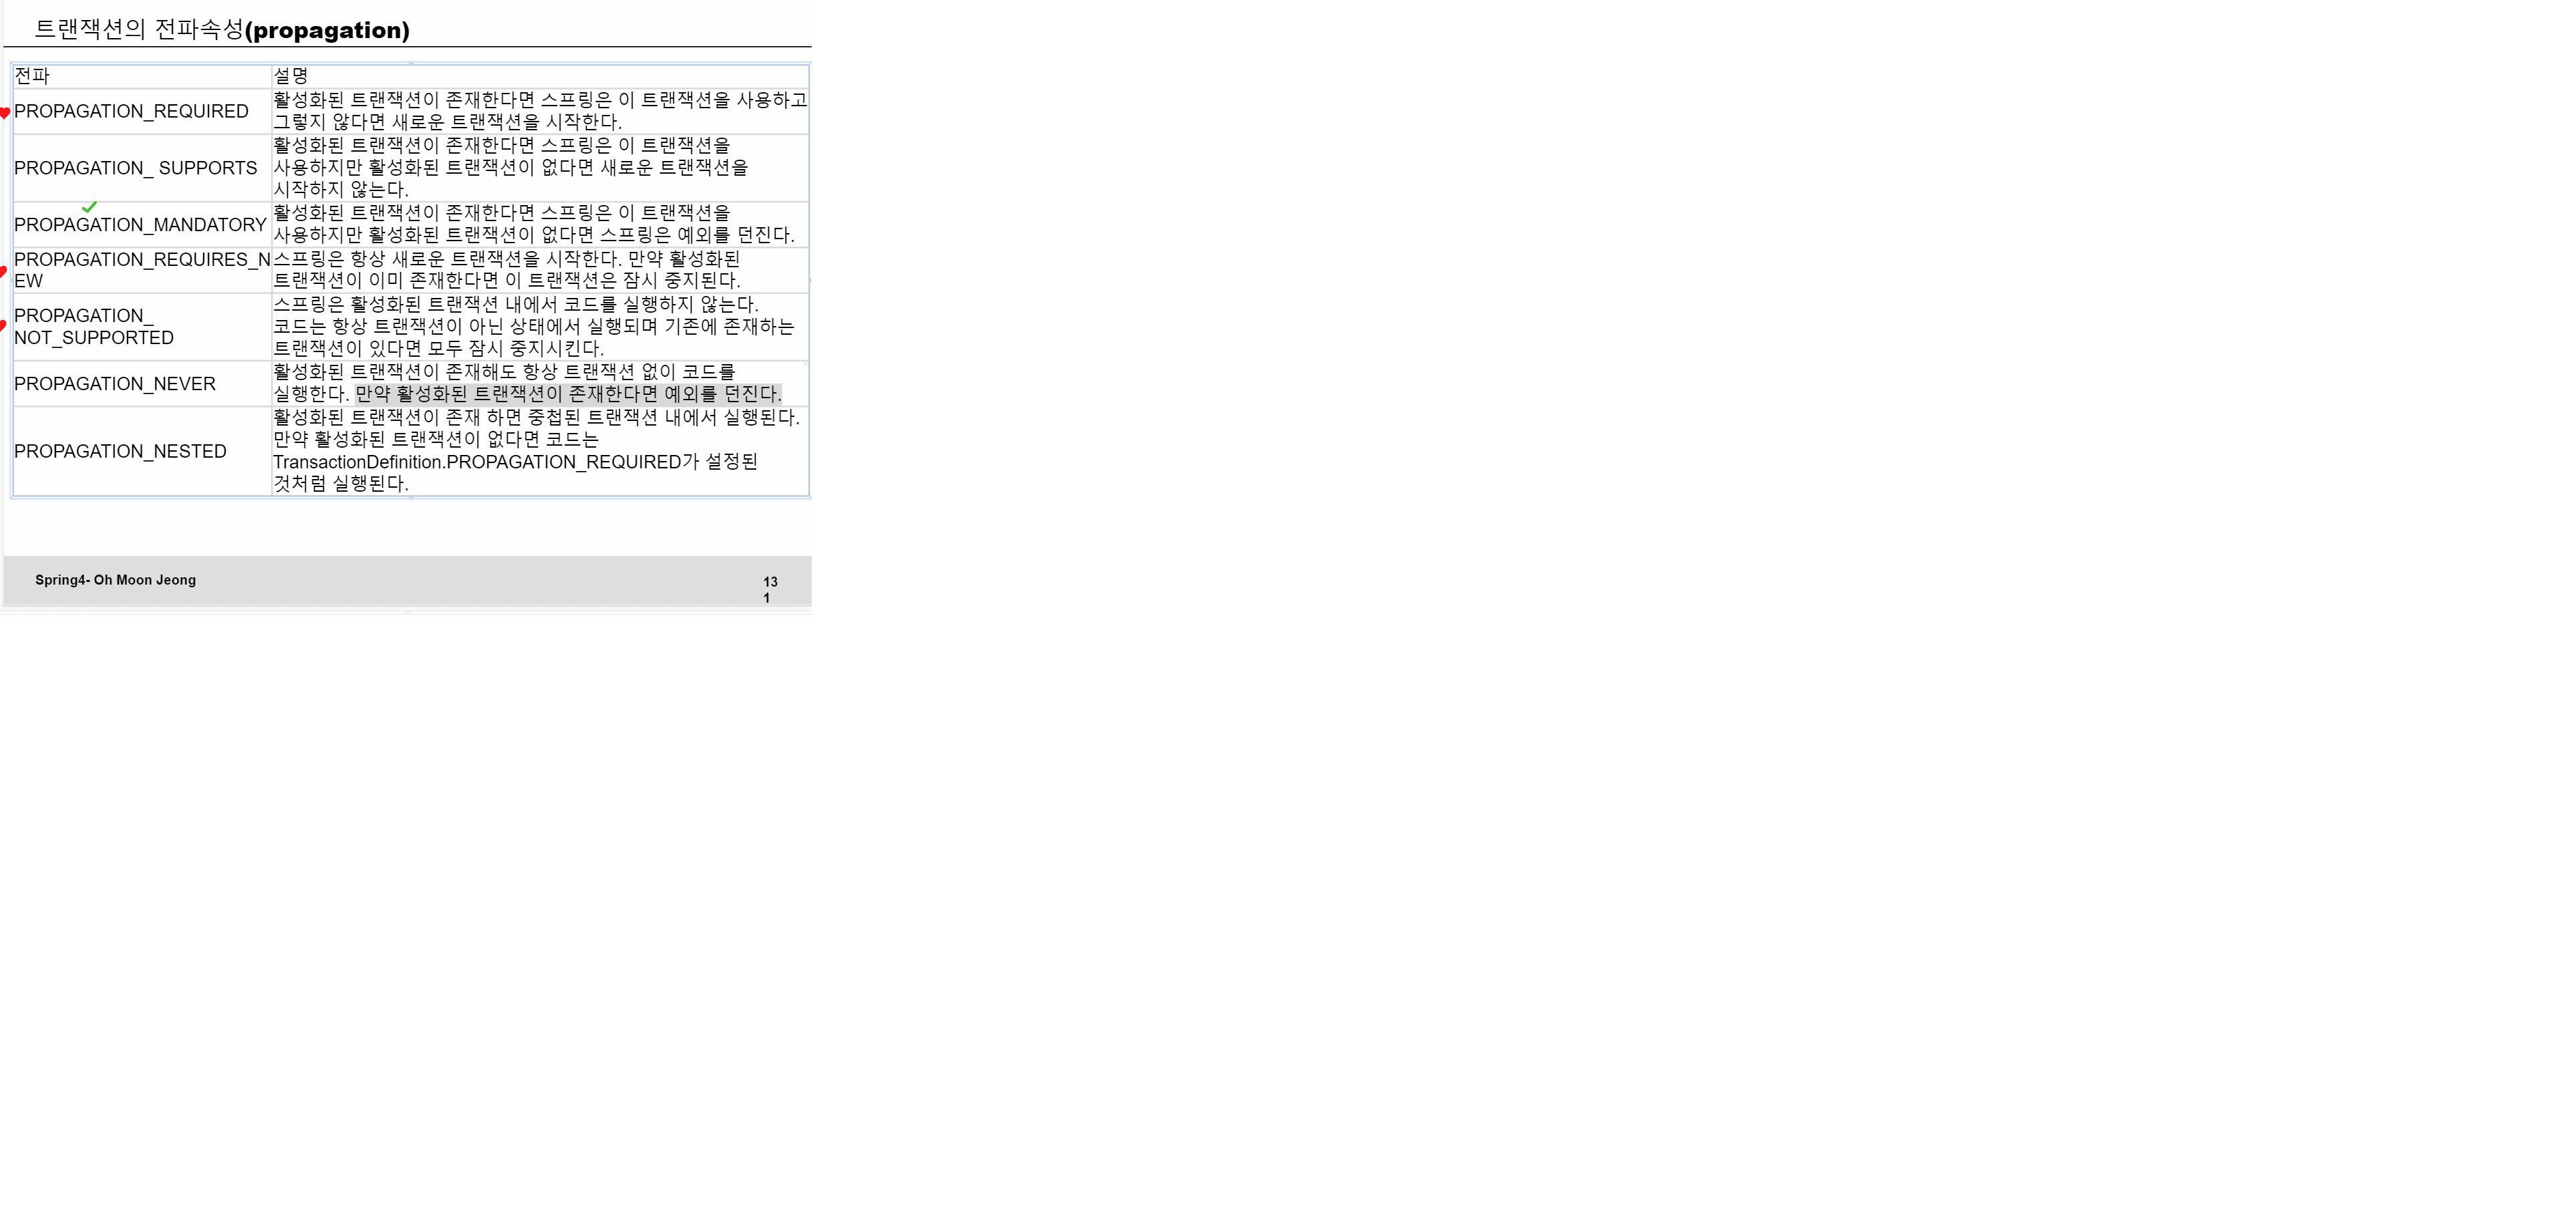 트랜잭션의 전파속성(propagation)
전파
설명
PROPAGATION_REQUIRED
활성화된 트랜잭션이 존재한다면 스프링은 이 트랜잭션을 사용하고
그렇지 않다면 새로운 트랜잭션을 시작한다.
PROPAGATION_ SUPPORTS
활성화된 트랜잭션이 존재한다면 스프링은 이 트랜잭션을
사용하지만 활성화된 트랜잭션이 없다면 새로운 트랜잭션을
시작하지 않는다.
PROPAGATION_MANDATORY
활성화된 트랜잭션이 존재한다면 스프링은 이 트랜잭션을
사용하지만 활성화된 트랜잭션이 없다면 스프링은 예외를 던진다.
PROPAGATION_REQUIRES_N
EW
스프링은 항상 새로운 트랜잭션을 시작한다. 만약 활성화된
트랜잭션이 이미 존재한다면 이 트랜잭션은 잠시 중지된다.
PROPAGATION_
NOT_SUPPORTED
스프링은 활성화된 트랜잭션 내에서 코드를 실행하지 않는다.
코드는 항상 트랜잭션이 아닌 상태에서 실행되며 기존에 존재하는
트랜잭션이 있다면 모두 잠시 중지시킨다.
PROPAGATION_NEVER
활성화된 트랜잭션이 존재해도 항상 트랜잭션 없이 코드를
실행한다. 만약 활성화된 트랜잭션이 존재한다면 예외를 던진다.
PROPAGATION_NESTED
활성화된 트랜잭션이 존재 하면 중첩된 트랜잭션 내에서 실행된다.
만약 활성화된 트랜잭션이 없다면 코드는
TransactionDefinition.PROPAGATION_REQUIRED가 설정된
것처럼 실행된다.
Spring4- Oh Moon Jeong
13
1